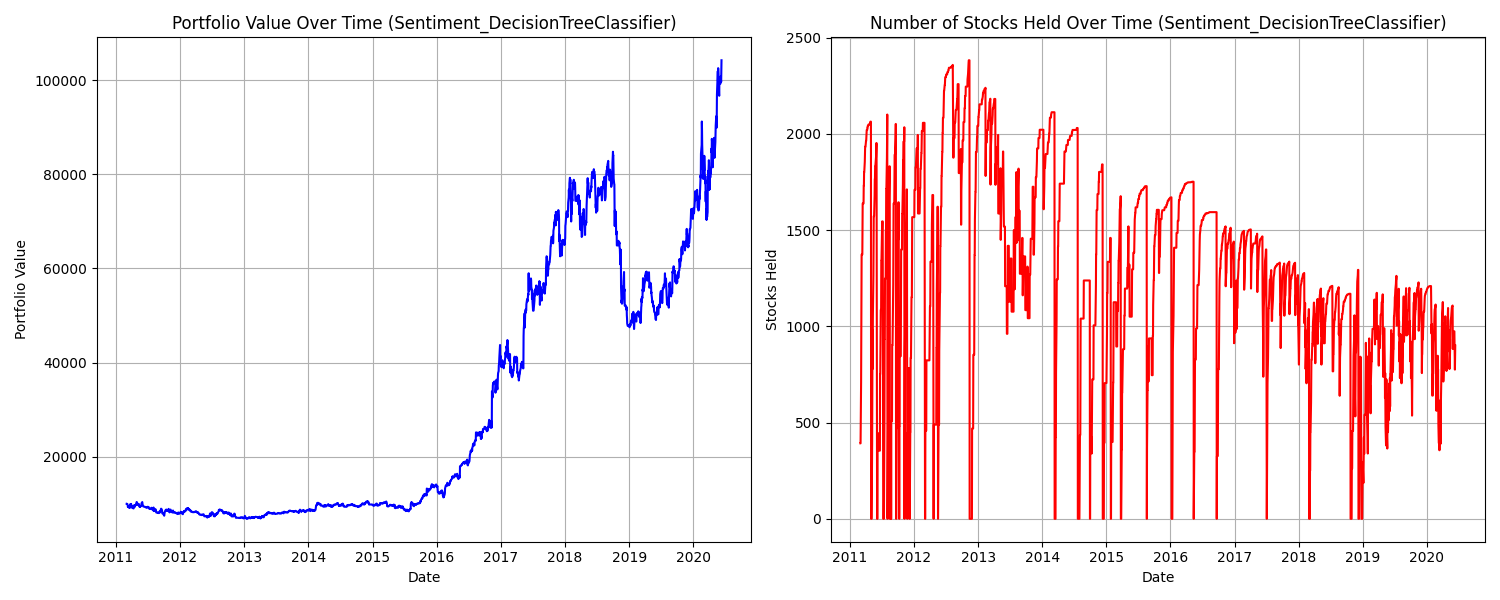 Portfolio Value Over Time (Sentiment_DecisionTreeClassifier)
Portfolio Value
100000
80000
60000
40000
20000
2011 2012 2013 2014 2015 2016 2017 2018 2019 2020
Date
Number of Stocks Held Over Time (Sentiment_DecisionTreeClassifier)
Stocks Held
2500
2000
1500
1000
500
0
2011 2012 2013 2014 2015 2016 2017 2018 2019 2020
Date